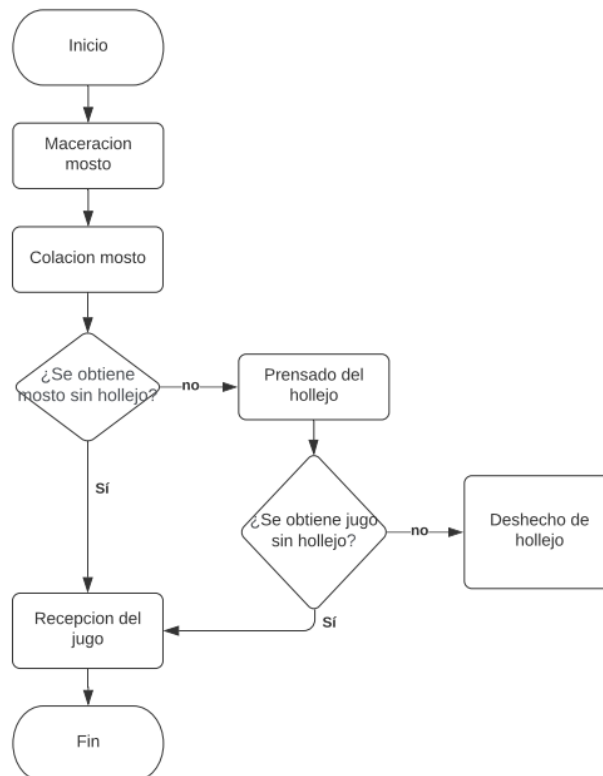 Inicio
Maceracion
mosto
Colacion mosto
¿Se obtiene
mosto sin hollejo?
no
Prensado del
hollejo
Sí
¿Se obtiene jugo
sin hollejo?
no
Deshecho de
hollejo
Sí
Recepcion del
jugo
Fin